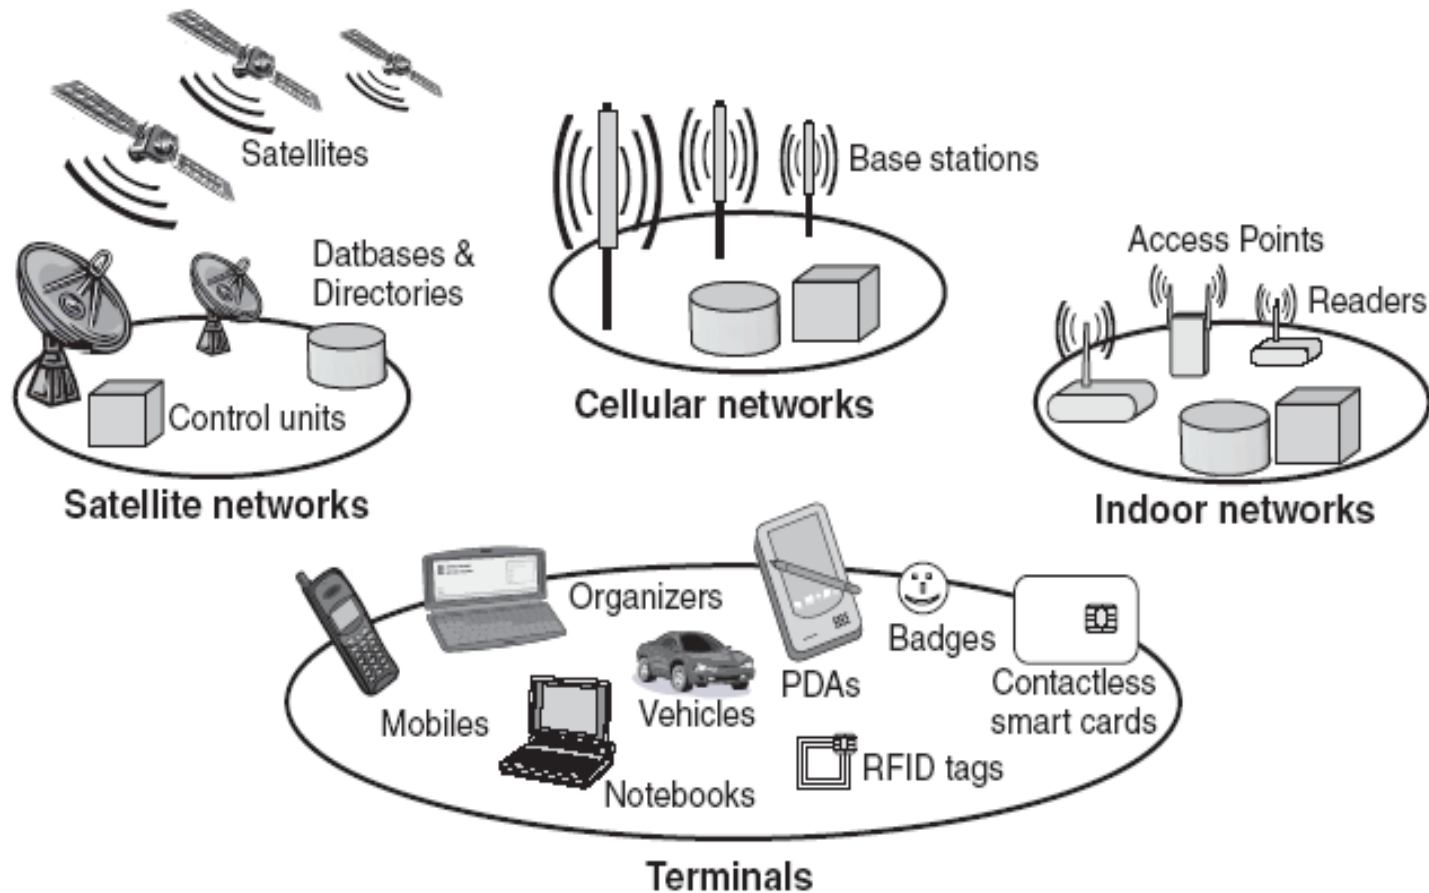 Satellites
Base stations
Datbases &
Directories
Access Points
Readers
Control units
Cellular networks
Satellite networks
Indoor networks
Organizers
Badges
PDAs
Contactless
smart cards
Mobiles
Vehicles
RFID tags
Notebooks
Terminals